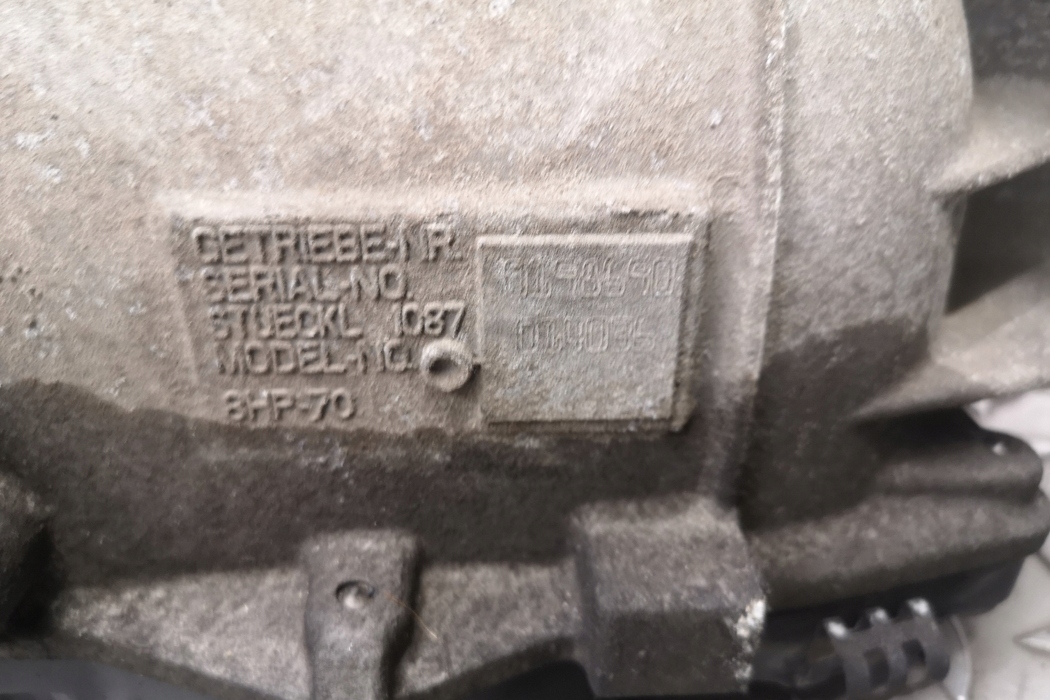 GETRIEBE-NR.
SERIAL-NO.
STUECKL 1087
MODEL-NO.
8HP-70